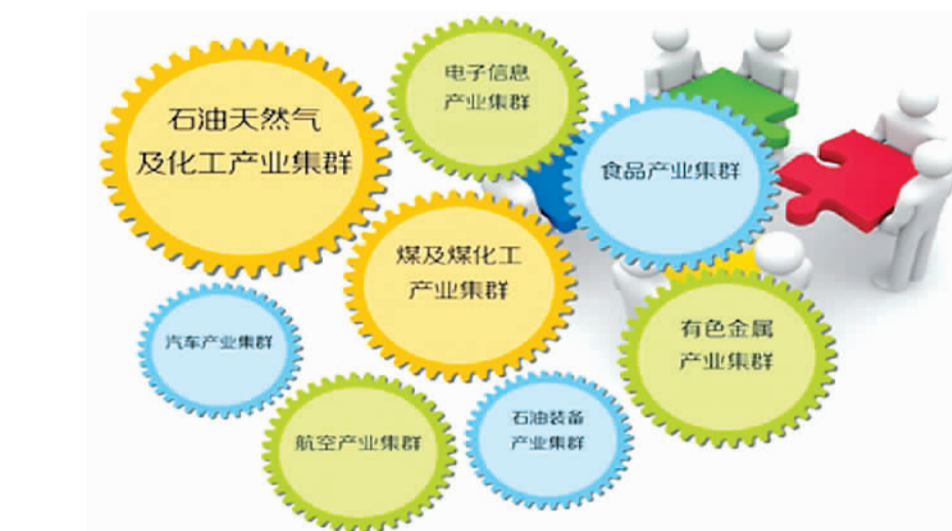 石油天然气
及化工产业集群
电子信息
产业集群
食品产业集群
煤及煤化工
产业集群
汽车产业集群
有色金属
产业集群
航空产业集群
石油装备
产业集群